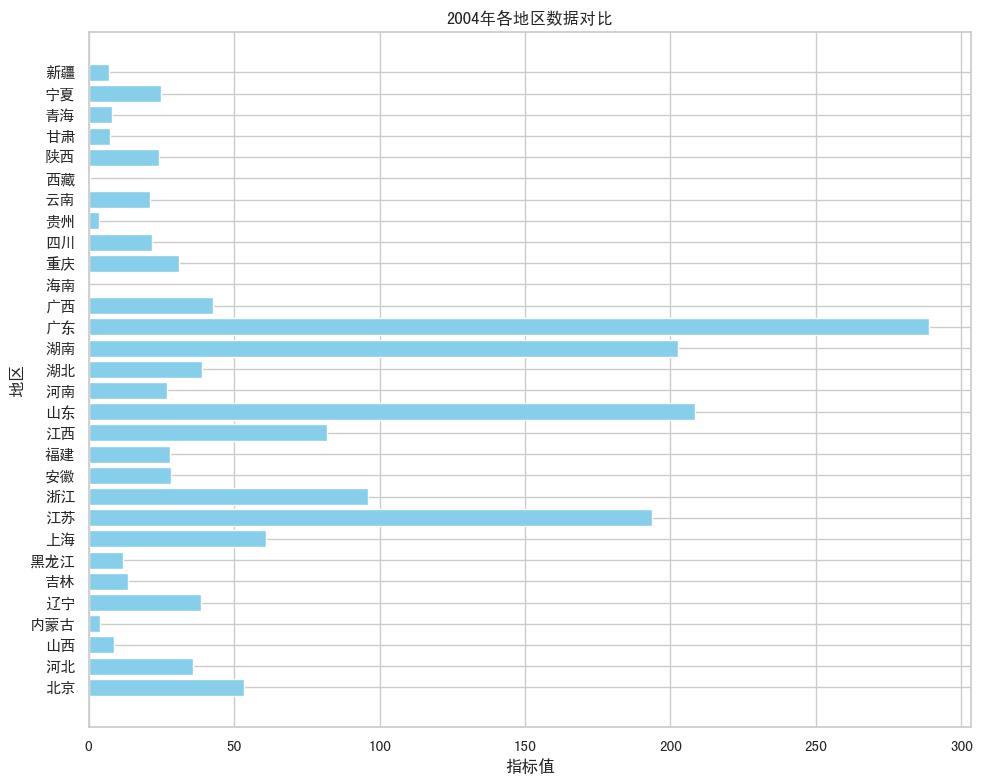 2004年各地区数据对比
地区
新疆
宁夏
青海
甘肃
陕西
西藏
云南
贵州
四川
重庆
海南
广西
广东
湖南
湖北
河南
山东
江西
福建
安徽
浙江
江苏
上海
黑龙江
吉林
辽宁
内蒙古
山西
河北
北京
0 50 100 150 200 250 300
指标值